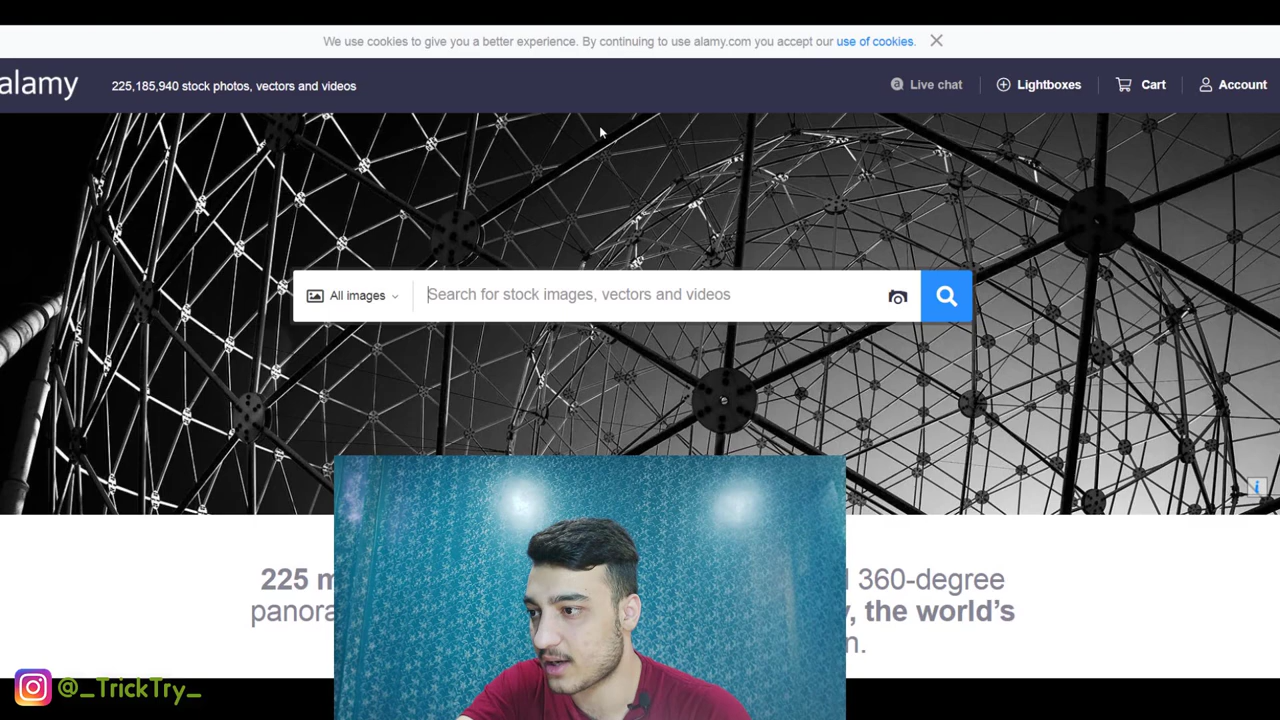 We use cookies to give you a better experience. By continuing to use alamy.com you accept our use of cookies.
alamy
225,185,940 stock photos, vectors and videos
Live chat
Lightboxes
Cart
Account
All images
Search for stock images, vectors and videos
225 360-degree
the world's
@_TrickTry_